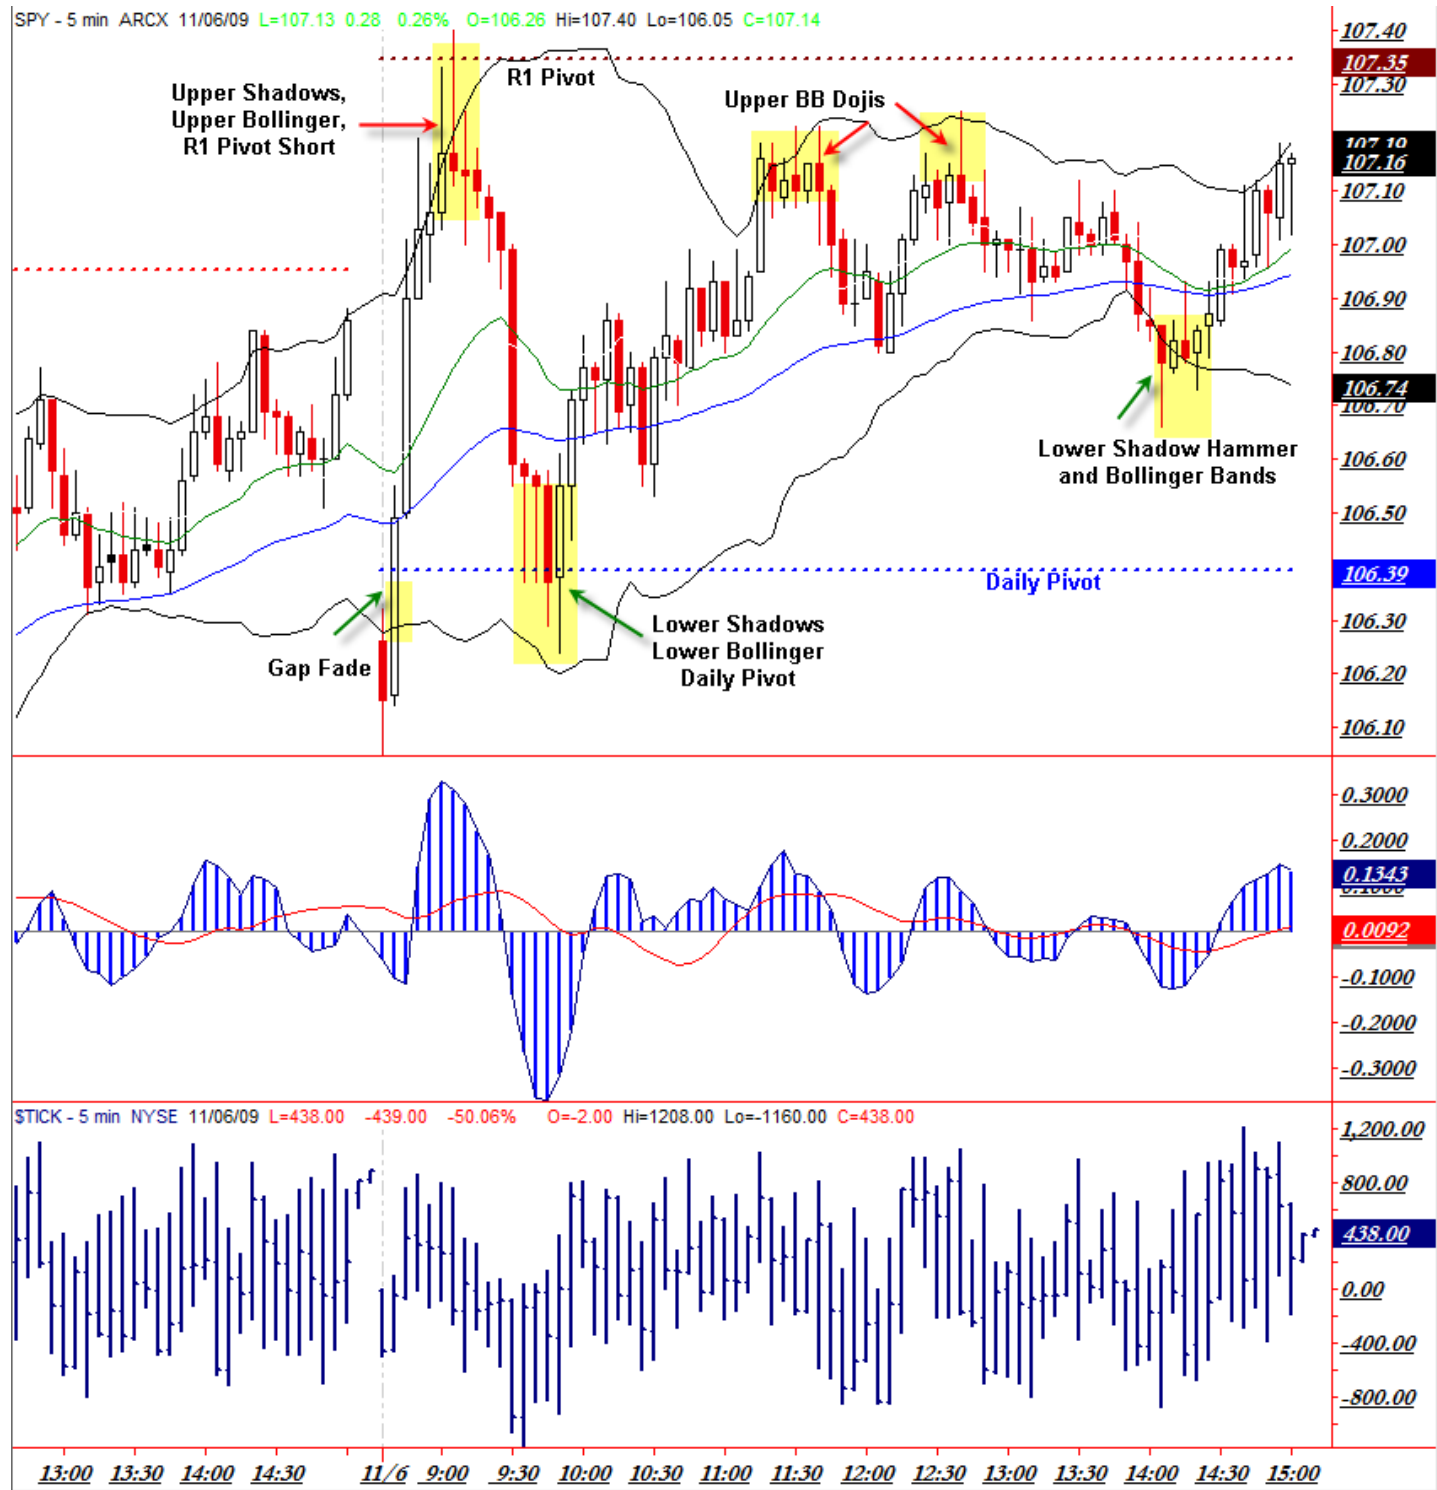 SPY - 5 min ARCX 11/06/09 L=107.13 0.28 0.26% O=106.26 Hi=107.40 Lo=106.05 C=107.14
107.40
107.35
107.30
107.19
107.16
107.10
107.00
106.90
106.80
106.74
106.70
106.60
106.50
106.39
106.30
106.20
106.10
R1 Pivot
Upper Shadows,
Upper Bollinger,
R1 Pivot Short
Upper BB Dojis
Lower Shadow Hammer
and Bollinger Bands
Daily Pivot
Gap Fade
Lower Shadows
Lower Bollinger
Daily Pivot
0.3000
0.2000
0.1343
0.1000
0.0092
-0.1000
-0.2000
-0.3000
$TICK - 5 min NYSE 11/06/09 L=438.00 -439.00 -50.06% O=-2.00 Hi=1208.00 Lo=-1160.00 C=438.00
1,200.00
800.00
438.00
0.00
-400.00
-800.00
13:00 13:30 14:00 14:30 11/6 9:00 9:30 10:00 10:30 11:00 11:30 12:00 12:30 13:00 13:30 14:00 14:30 15:00